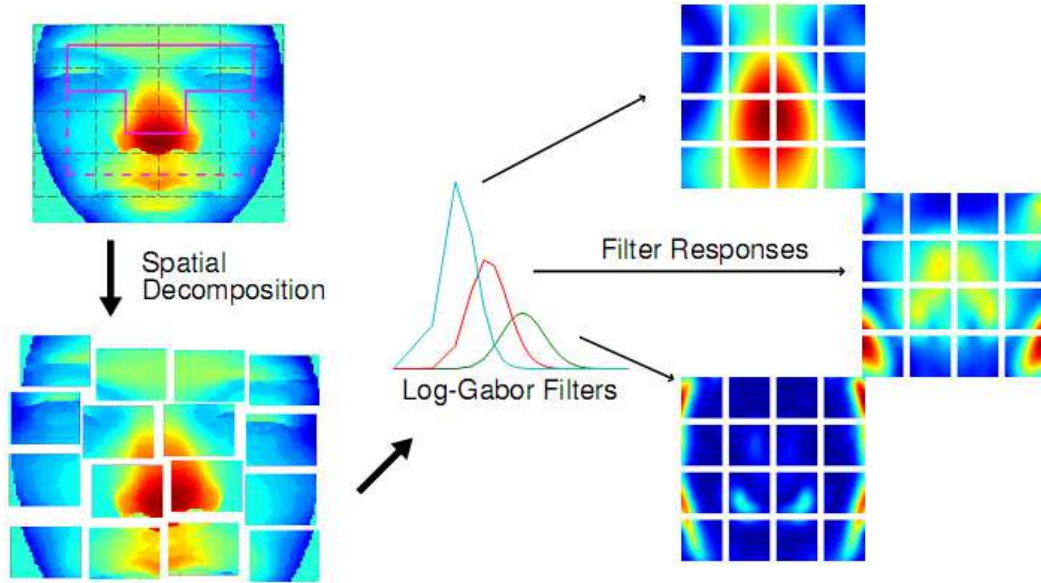 Spatial
Decomposition
Filter Responses
Log-Gabor Filters